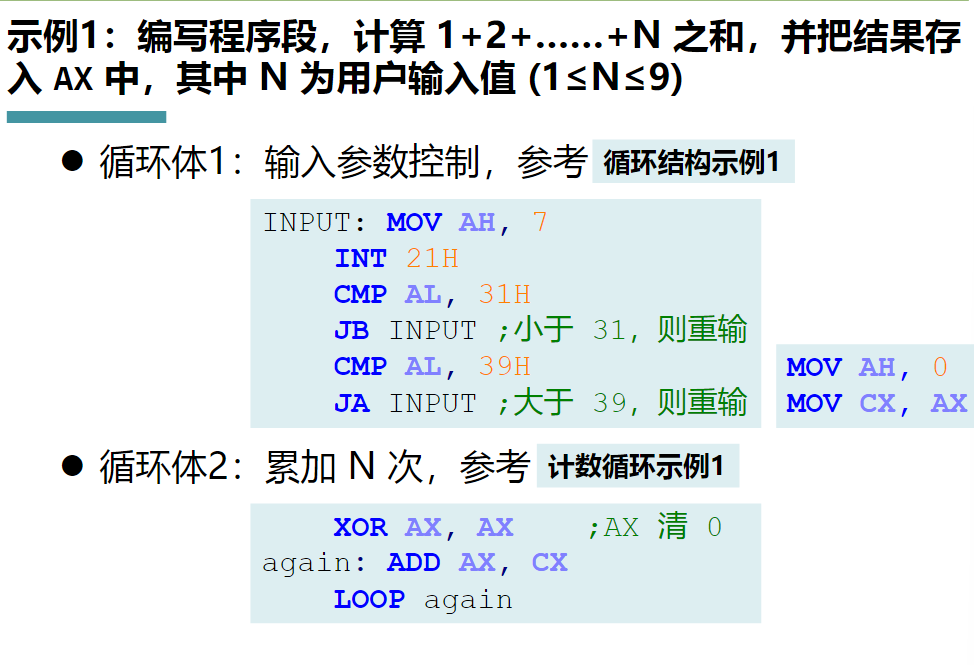 示例1：编写程序段，计算 1+2+……+N 之和，并把结果存
入 AX 中，其中 N 为用户输入值 (1≤N≤9)
● 循环体1：输入参数控制，参考 循环结构示例1
INPUT: MOV AH, 7
INT 21H
CMP AL, 31H
JB INPUT ;小于 31, 则重输
CMP AL, 39H
JA INPUT ;大于 39, 则重输
MOV AH, 0
MOV CX, AX
● 循环体2：累加 N 次，参考 计数循环示例1
XOR AX, AX ;AX 清 0
again: ADD AX, CX
LOOP again